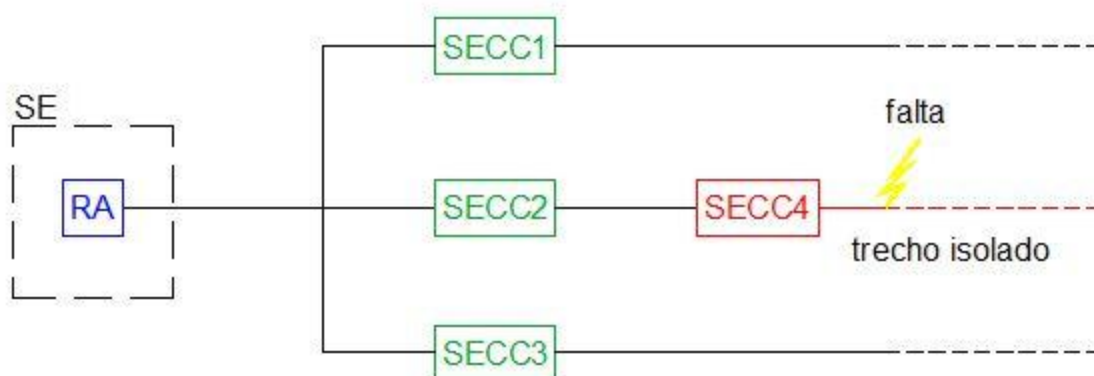 SECC1
SE
falta
RA
SECC2
SECC4
trecho isolado
SECC3